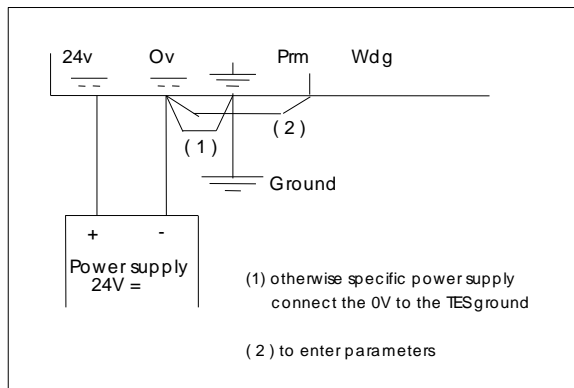 24v Ov Prm Wdg
(1)
(2)
Ground
+ -
Power supply
24V =
(1) otherwise specific power supply
connect the 0V to the TES ground
(2) to enter parameters